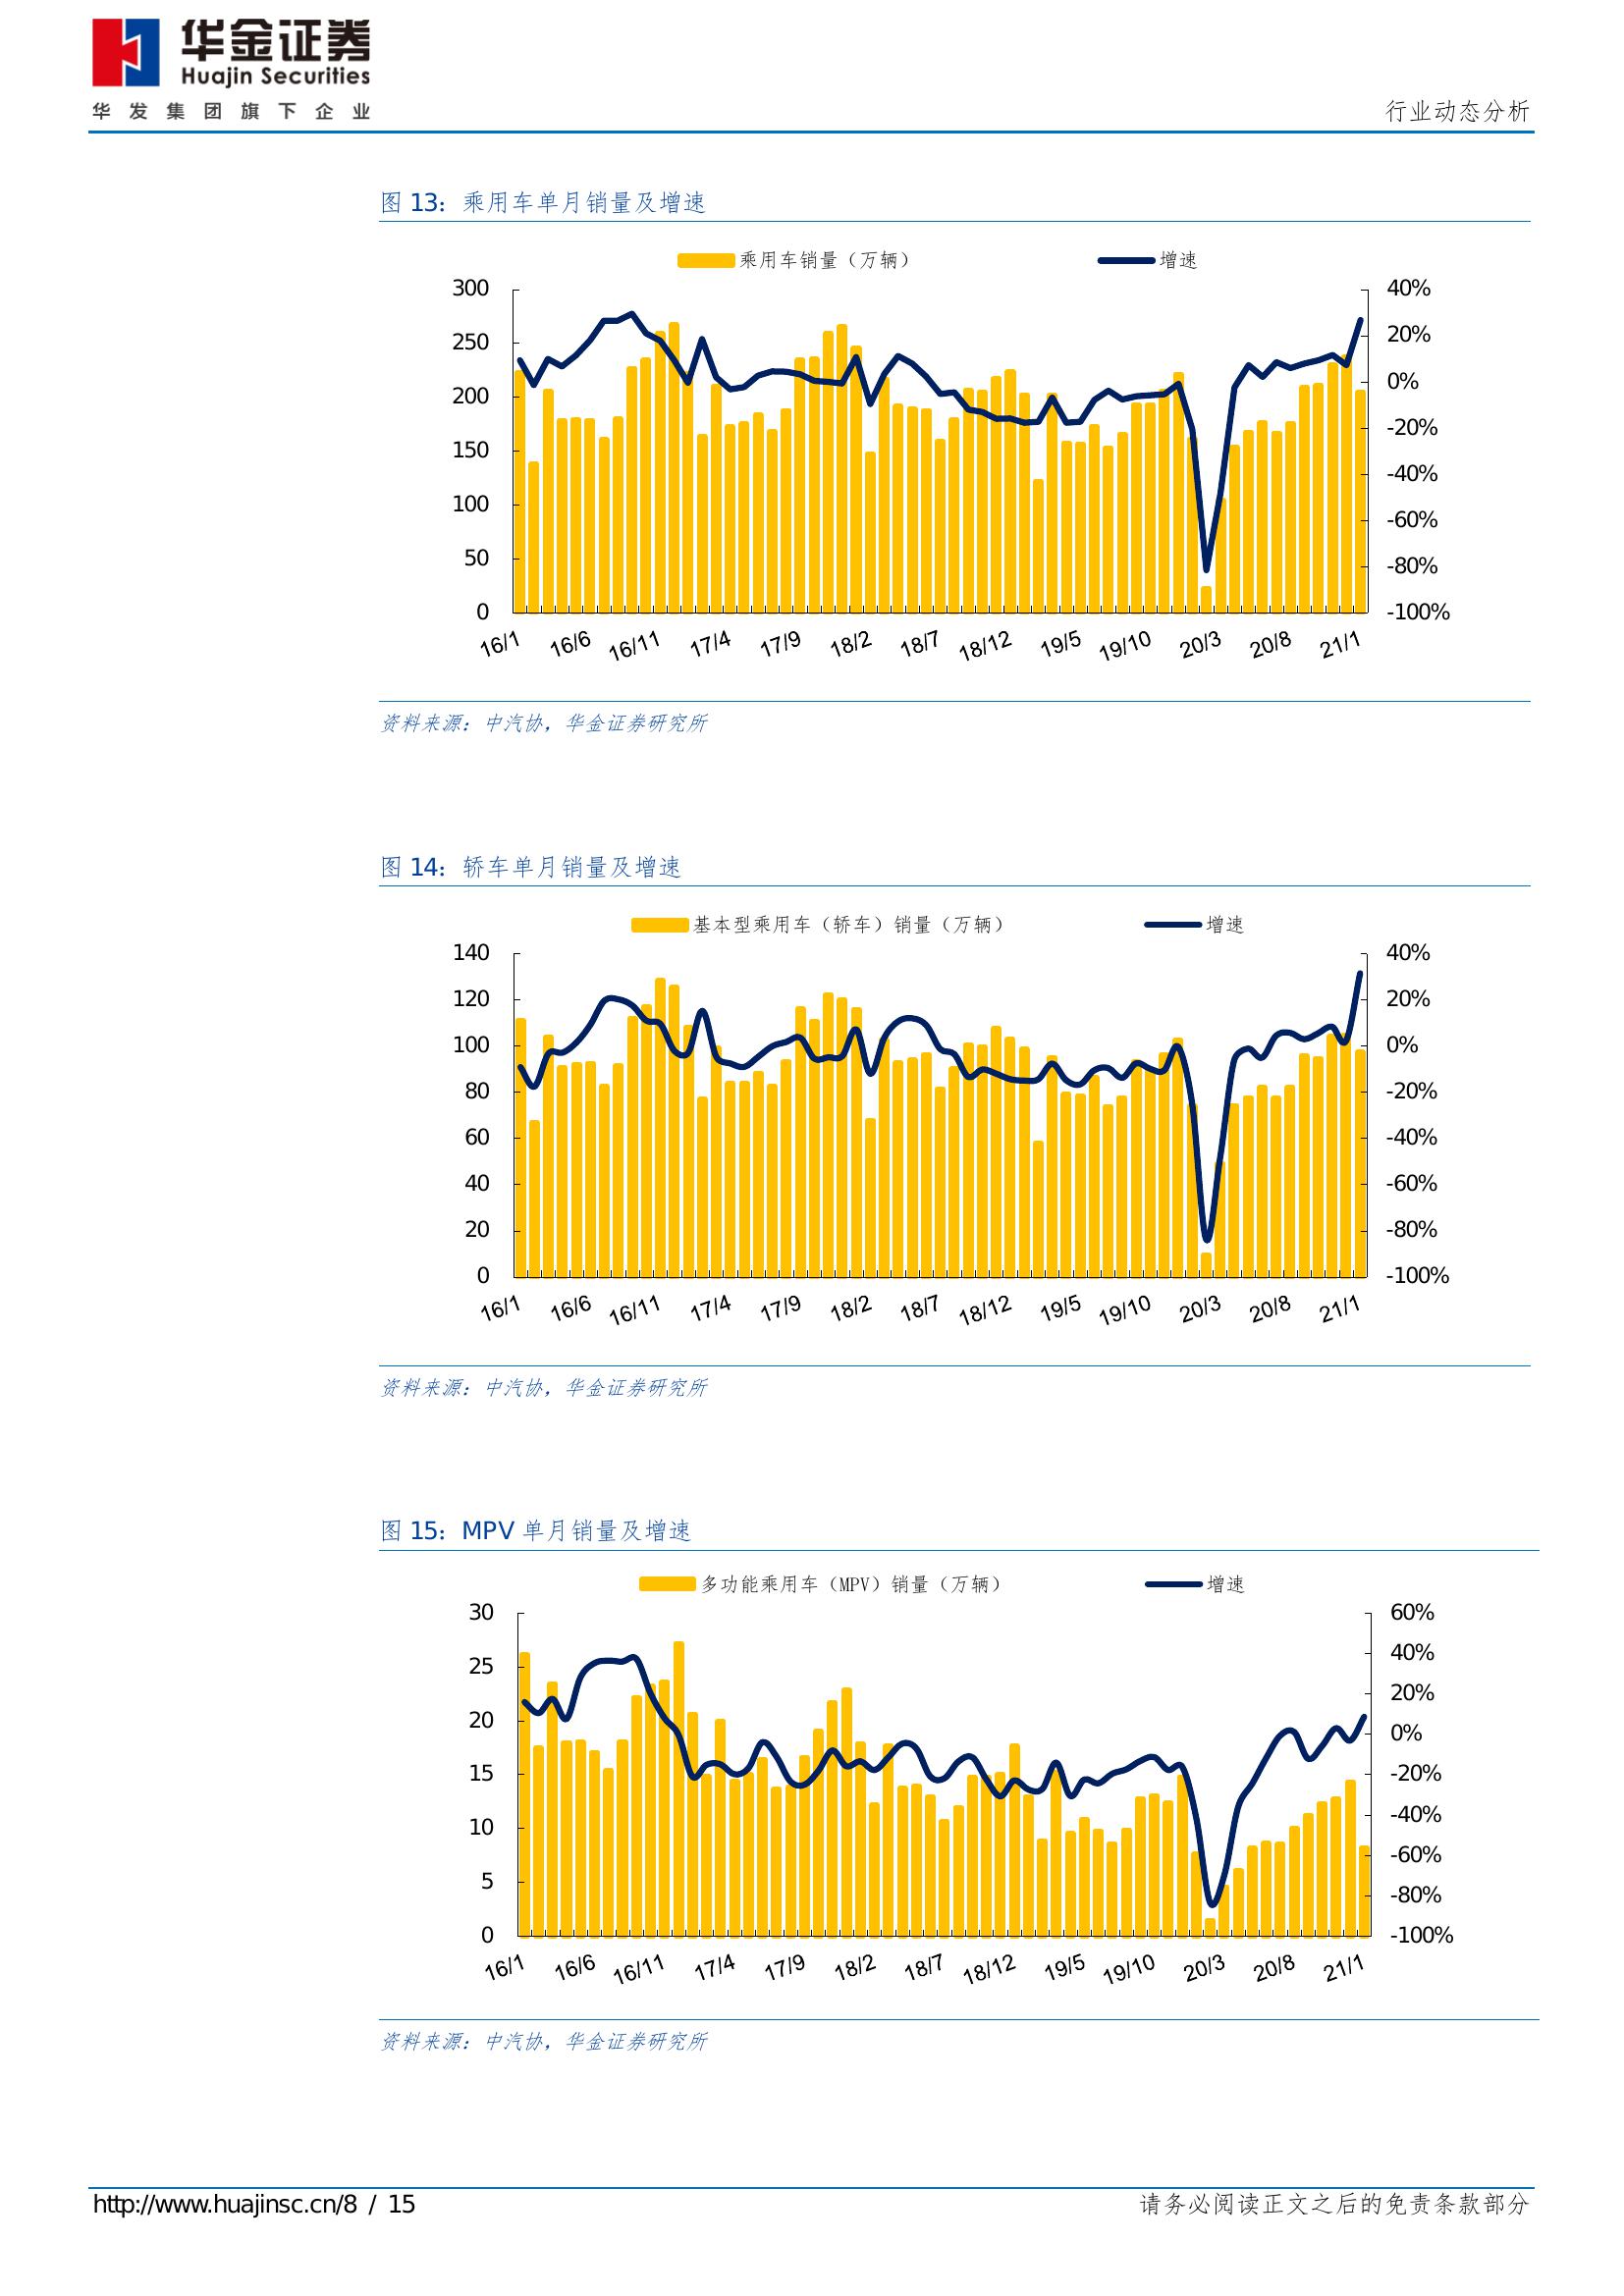 华金证券
Huajin Securities
华发集团旗下企业
行业动态分析
图 13：乘用车单月销量及增速
乘用车销量（万辆） 增速
300 40%
250 20%
200 0%
150 -20%
100 -40%
50 -60%
0 -80%
-100%
16/1 16/6 16/11 17/4 17/9 18/2 18/7 18/12 19/5 19/10 20/3 20/8 21/1
资料来源：中汽协，华金证券研究所
图 14：轿车单月销量及增速
基本型乘用车（轿车）销量（万辆） 增速
140 40%
120 20%
100 0%
80 -20%
60 -40%
40 -60%
20 -80%
0 -100%
16/1 16/6 16/11 17/4 17/9 18/2 18/7 18/12 19/5 19/10 20/3 20/8 21/1
资料来源：中汽协，华金证券研究所
图 15：MPV 单月销量及增速
多功能乘用车（MPV）销量（万辆） 增速
30 60%
25 40%
20 20%
15 0%
10 -20%
5 -40%
0 -60%
-80%
-100%
16/1 16/6 16/11 17/4 17/9 18/2 18/7 18/12 19/5 19/10 20/3 20/8 21/1
资料来源：中汽协，华金证券研究所
http://www.huajinsc.cn/8 / 15 请务必阅读正文之后的免责条款部分